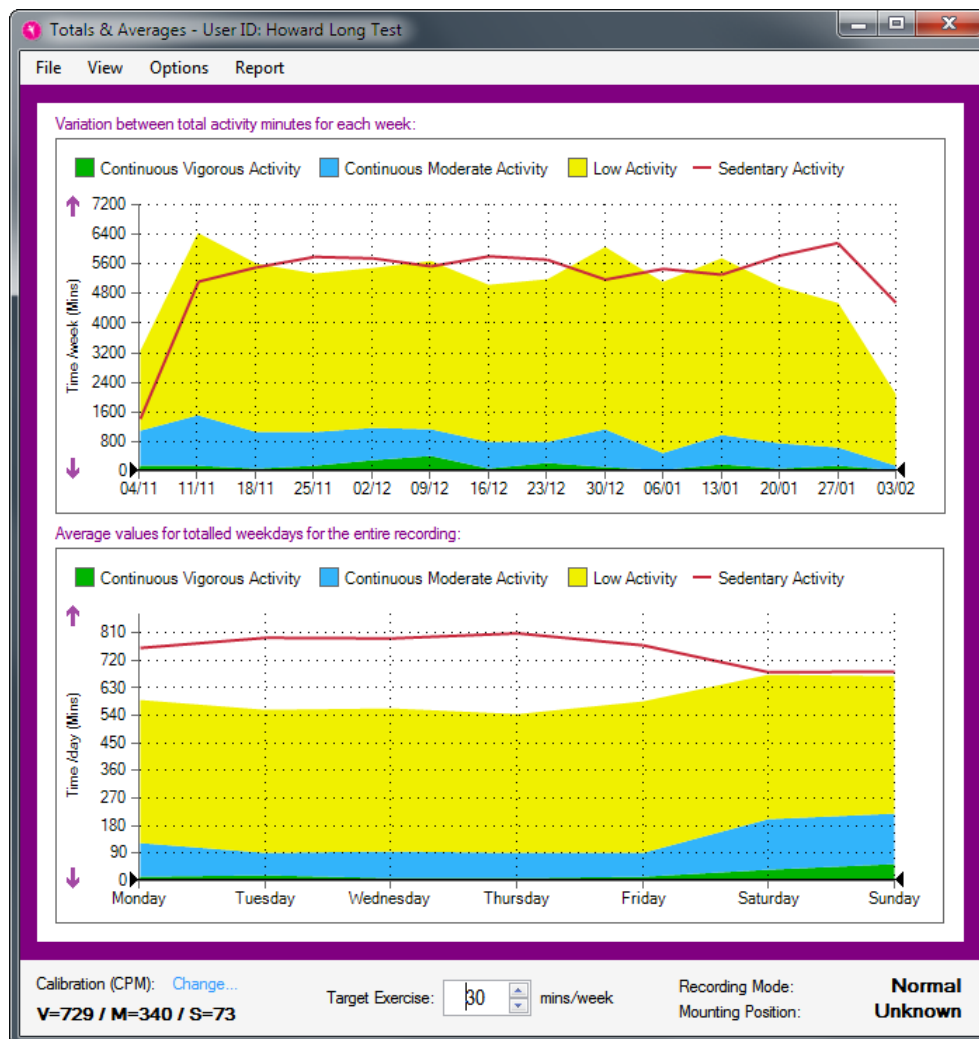 Totals & Averages - User ID: Howard Long Test
File View Options Report
Variation between total activity minutes for each week:
Continuous Vigorous Activity Continuous Moderate Activity Low Activity Sedentary Activity
Time /week (Mins)
7200
6400
5600
4800
4000
3200
2400
1600
800
0
04/11 11/11 18/11 25/11 02/12 09/12 16/12 23/12 30/12 06/01 13/01 20/01 27/01 03/02
Average values for totalled weekdays for the entire recording:
Continuous Vigorous Activity Continuous Moderate Activity Low Activity Sedentary Activity
Time /day (Mins)
810
720
630
540
450
360
270
180
90
0
Monday Tuesday Wednesday Thursday Friday Saturday Sunday
Calibration (CPM): Change...
V=729 / M=340 / S=73
Target Exercise: 30 mins/week
Recording Mode: Normal
Mounting Position: Unknown